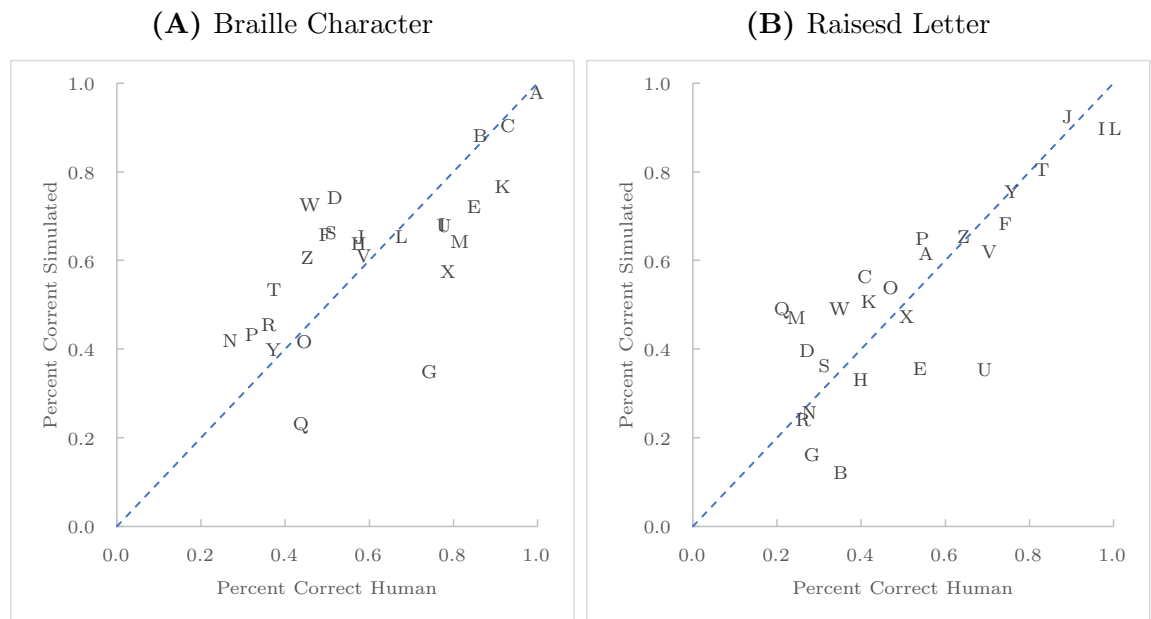 (A) Braille Character
Percent Corrent Simulated
1.0
0.8
0.6
0.4
0.2
0.0
A
C
B
K
W
D
E
I
U
F
S
J
H
L
M
Z
V
X
T
R
P
N
Y
O
G
Q
0.0 0.2 0.4 0.6 0.8 1.0
Percent Correct Human
(B) Raisesd Letter
Percent Corrent Simulated
1.0
0.8
0.6
0.4
0.2
0.0
J
I
L
T
Y
F
P
Z
A
V
C
O
K
Q
M
W
X
D
S
E
U
H
N
R
G
B
0.0 0.2 0.4 0.6 0.8 1.0
Percent Correct Human